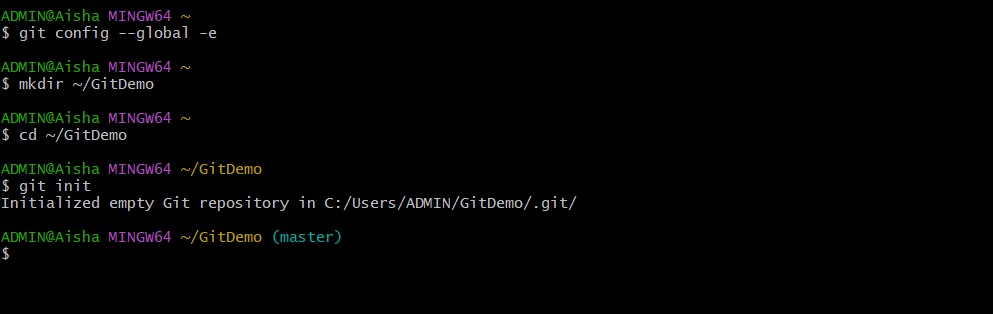 ADMIN@Aisha MINGW64 ~
$ git config --global -e
ADMIN@Aisha MINGW64 ~
$ mkdir ~/GitDemo
ADMIN@Aisha MINGW64 ~
$ cd ~/GitDemo
ADMIN@Aisha MINGW64 ~/GitDemo
$ git init
Initialized empty Git repository in C:/Users/ADMIN/GitDemo/.git/
ADMIN@Aisha MINGW64 ~/GitDemo (master)
$